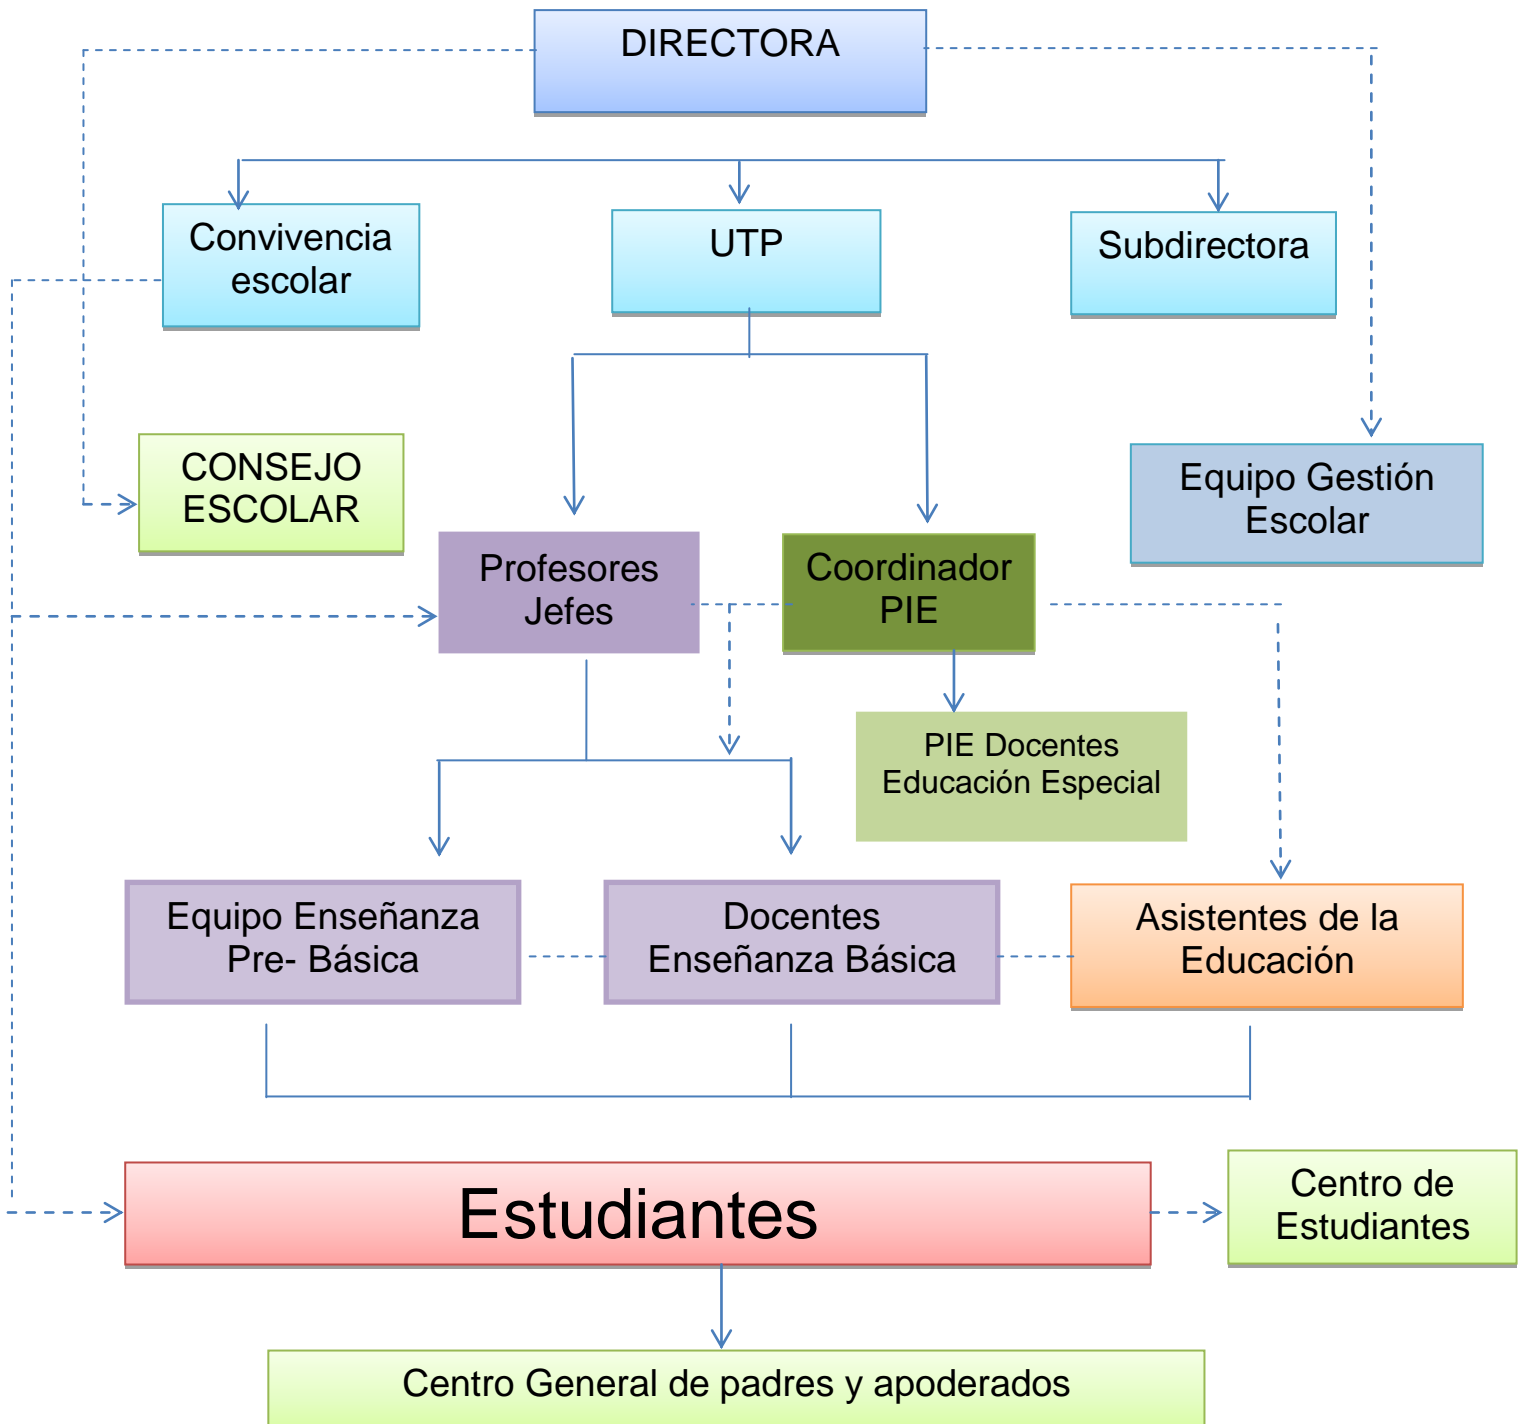 DIRECTORA
Convivencia
escolar
UTP
Subdirectora
CONSEJO
ESCOLAR
Equipo Gestión
Escolar
Profesores
Jefes
Coordinador
PIE
PIE Docentes
Educación Especial
Equipo Enseñanza
Pre- Básica
Docentes
Enseñanza Básica
Asistentes de la
Educación
Estudiantes
Centro de
Estudiantes
Centro General de padres y apoderados